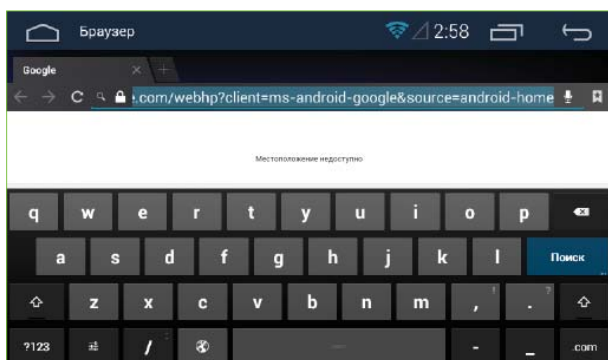 Браузер 2:58
Google
e.com/webhp?client=ms-android-google&source=android-home
Местоположение недоступно
q w e r t y u i o p
a s d f g h j k l Поиск
z x c v b n m , ! . ?
?123 / : - _ .com